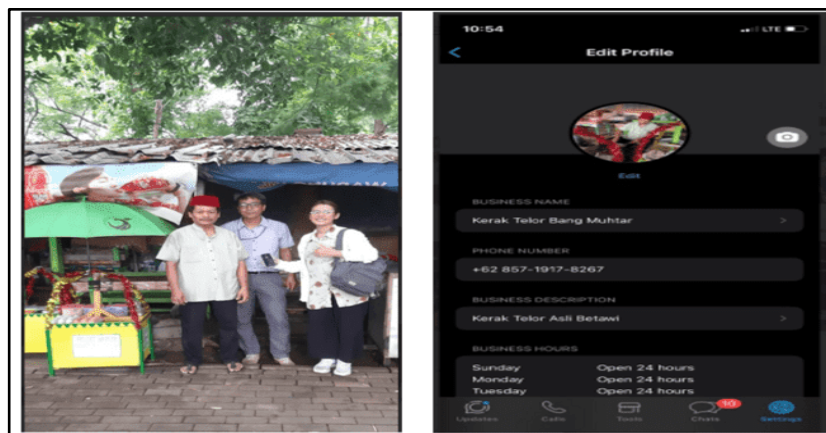 10:54
LTE
Edit Profile
Edit
BUSINESS NAME
Kerak Telor Bang Muhtar
PHONE NUMBER
+62 857-1917-8267
BUSINESS DESCRIPTION
Kerak Telor Asli Betawi
BUSINESS HOURS
Sunday Open 24 hours
Monday Open 24 hours
Tuesday Open 24 hours
10
Updates Calls Tools Chats Settings